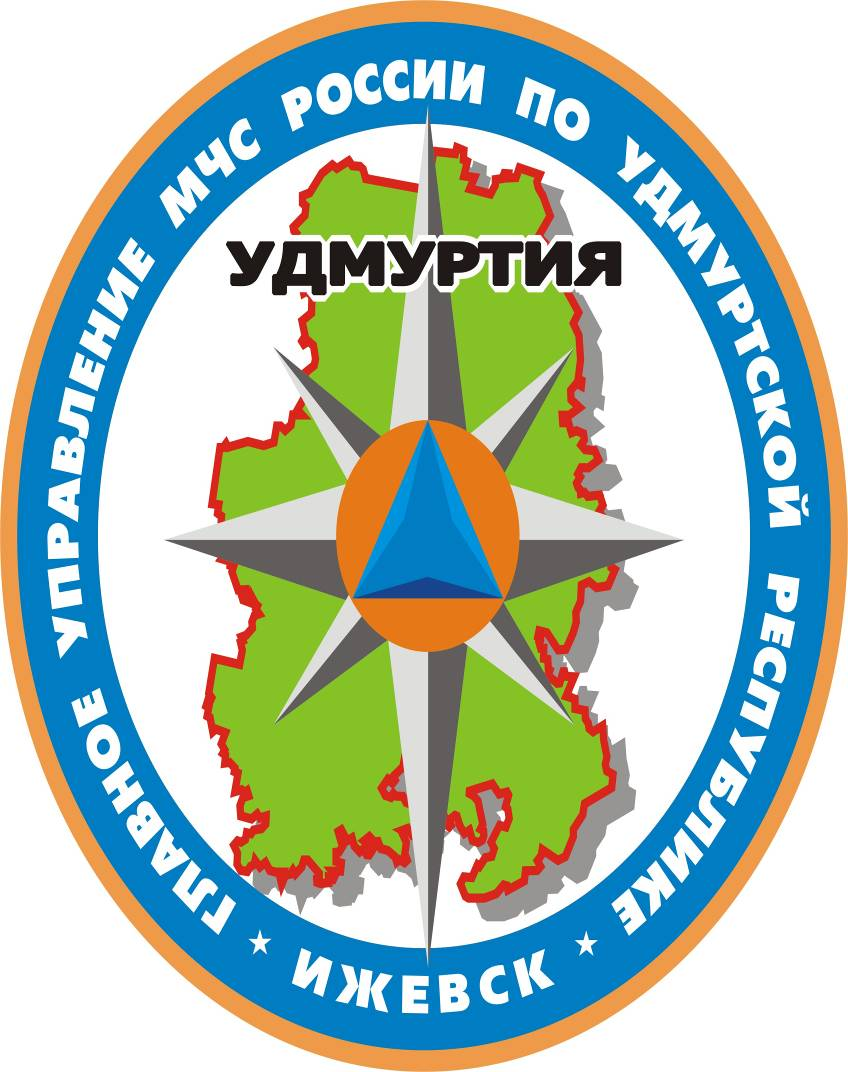 ГЛАВНОЕ УПРАВЛЕНИЕ МЧС РОССИИ ПО УДМУРТСКОЙ РЕСПУБЛИКЕ
УДМУРТИЯ
ИЖЕВСК